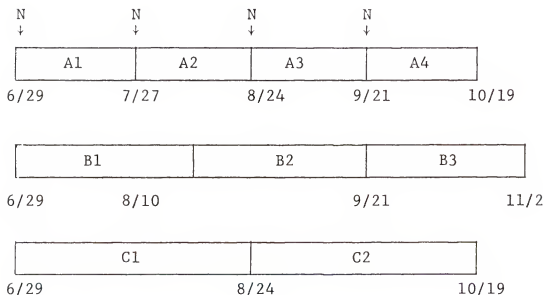 N N N N
↓ ↓ ↓ ↓
A1 A2 A3 A4
6/29 7/27 8/24 9/21 10/19
B1 B2 B3
6/29 8/10 9/21 11/2
C1 C2
6/29 8/24 10/19